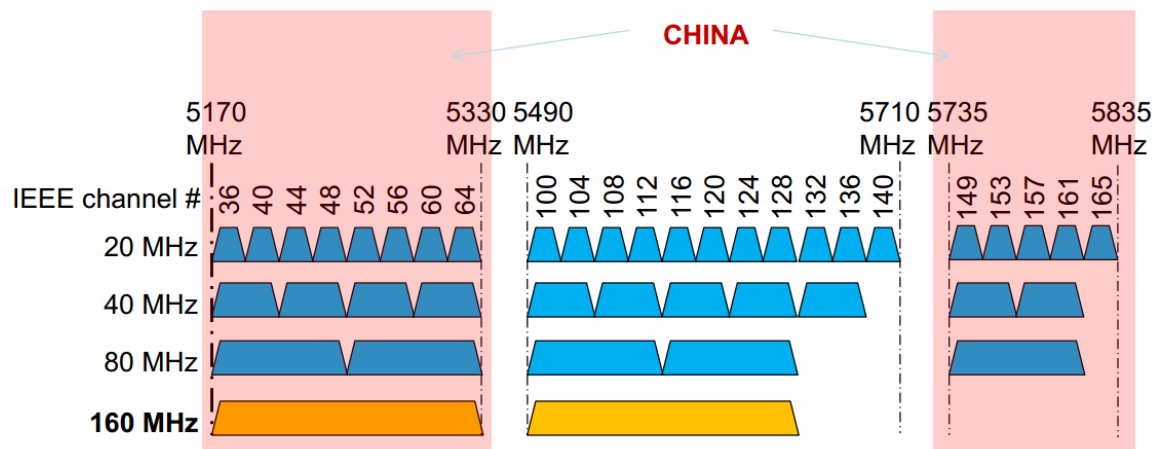 CHINA
5170 MHz
5330 MHz
5490 MHz
5710 MHz
5735 MHz
5835 MHz
IEEE channel # 36 40 44 48 52 56 60 64 100 104 108 112 116 120 124 128 132 136 140 149 153 157 161 165
20 MHz
40 MHz
80 MHz
160 MHz